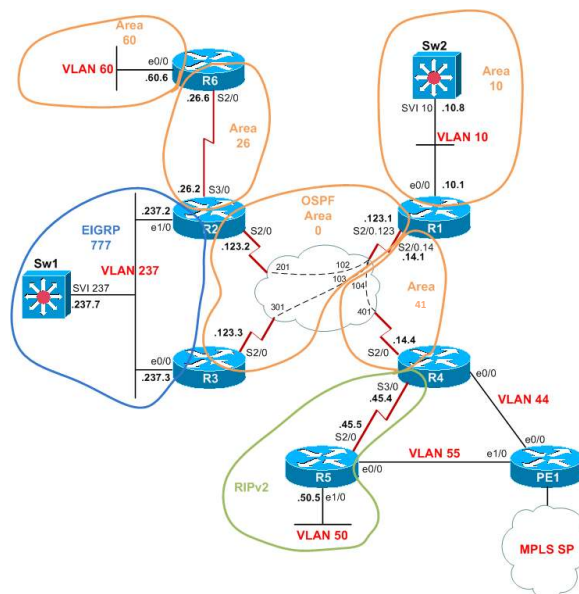 Area
60
e0/0
VLAN 60
.60.6
R6
.26.6
S2/0
Area
26
.26.2
S3/0
Sw2
Area
10
SVI 10
.10.8
VLAN 10
e0/0
.10.1
R1
EIGRP
777
.237.2
e1/0
R2
S2/0
.123.2
OSPF
Area
0
.123.1
S2/0.123
S2/0.14
.14.1
Sw1
VLAN 237
SVI 237
.237.7
201
102
103
104
301
401
Area
41
.123.3
S2/0
e0/0
.237.3
R3
.14.4
S2/0
R4
S3/0
.45.4
e0/0
VLAN 44
.45.5
S2/0
R5
e0/0
VLAN 55
e0/0
e1/0
PE1
RIPv2
.50.5
e1/0
VLAN 50
MPLS SP